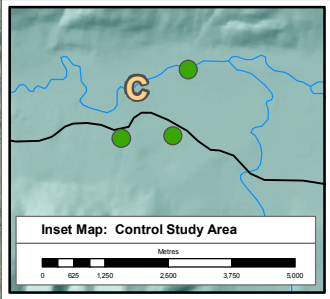 C
Inset Map: Control Study Area
Metres
0 625 1,250 2,500 3,750 5,000